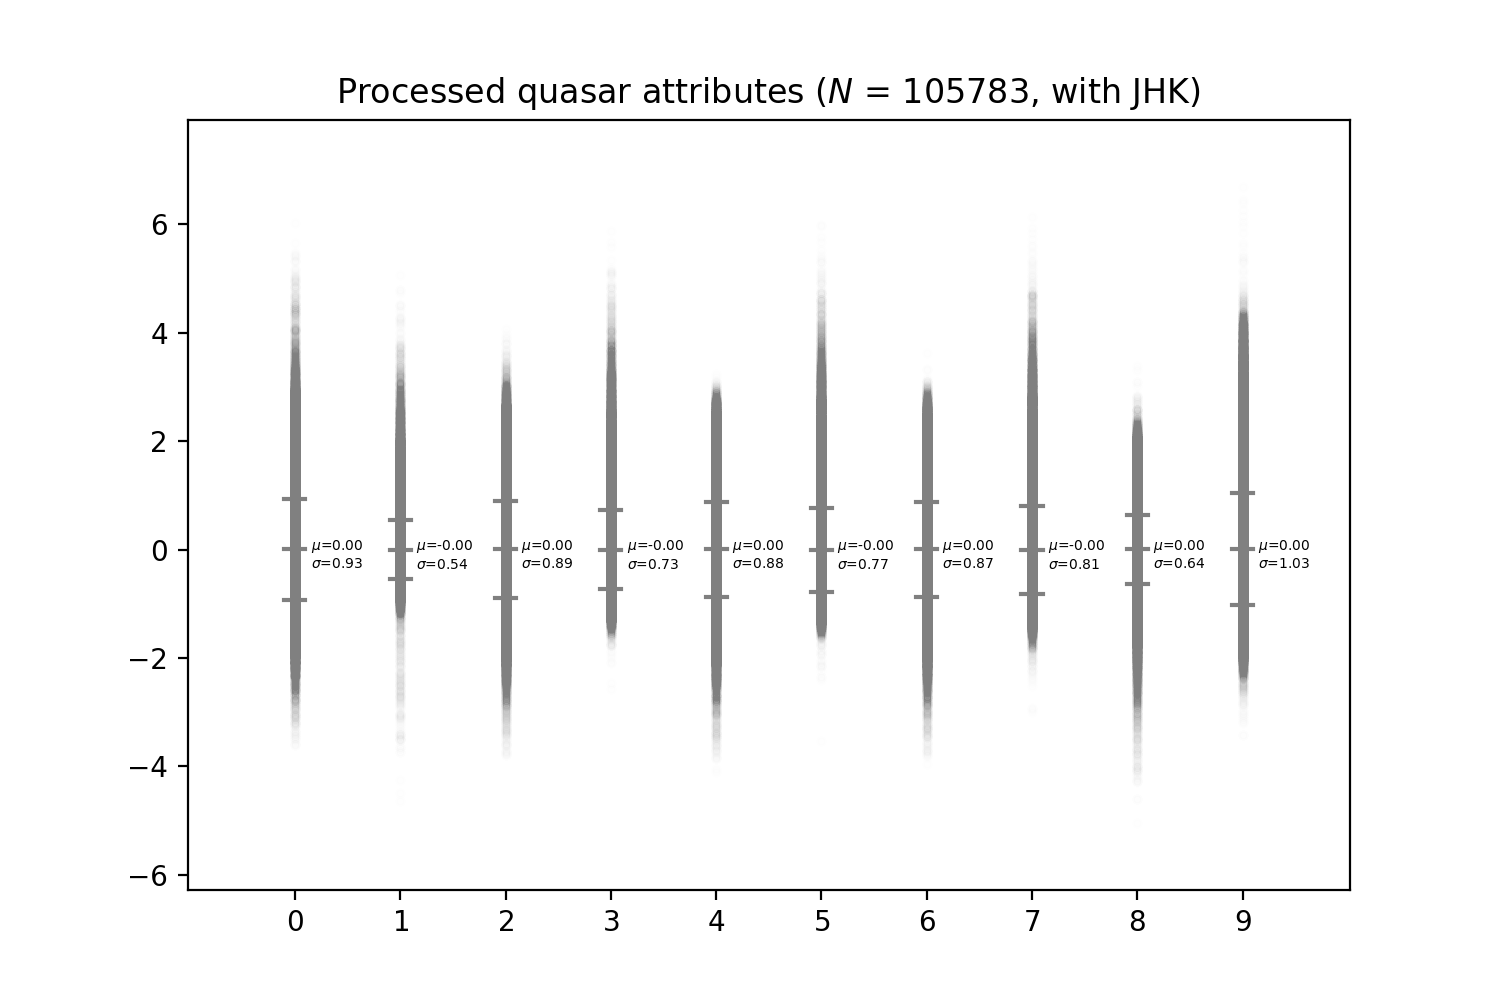 Processed quasar attributes (N = 105783, with JHK)
6
4
2
0
−2
−4
−6
μ=0.00
σ=0.93
μ=-0.00
σ=0.54
μ=0.00
σ=0.89
μ=-0.00
σ=0.73
μ=0.00
σ=0.88
μ=-0.00
σ=0.77
μ=0.00
σ=0.87
μ=-0.00
σ=0.81
μ=0.00
σ=0.64
μ=0.00
σ=1.03
0 1 2 3 4 5 6 7 8 9